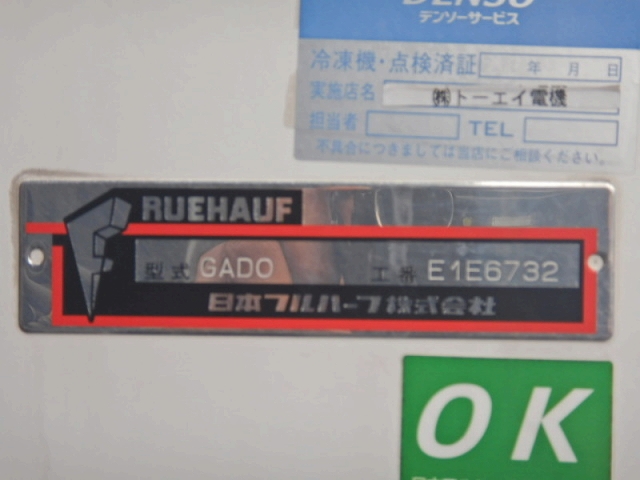 DENSO
デンソーサービス
冷凍機・点検済証 年 月 日
実施店名 ㈱トーエイ電機
担当者 TEL
不具合につきましては当店にご相談ください。
FRUEHAUF
型式 GADO 工番 E1E6732
日本フルハーフ株式会社
OK